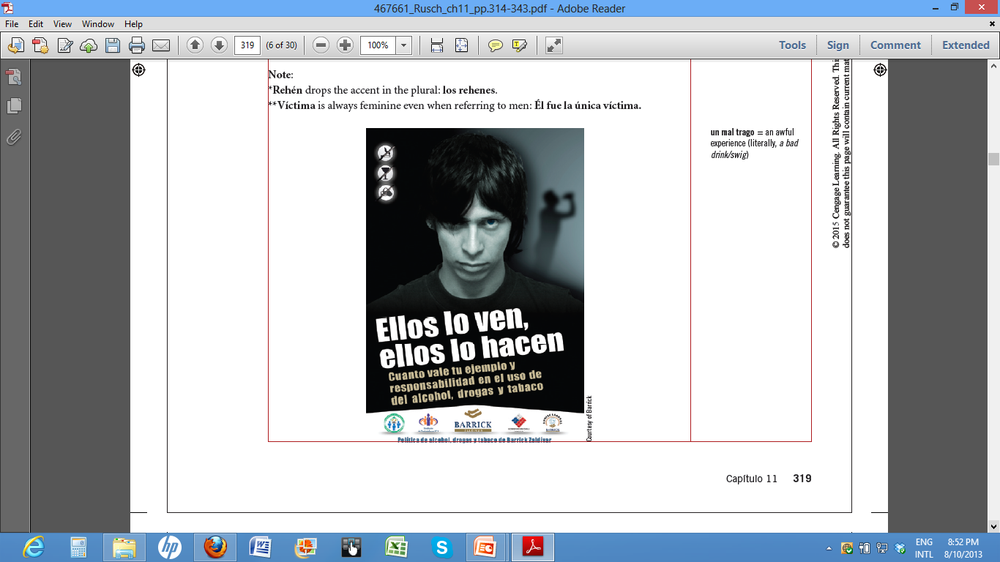 467661_Rusch_ch11_pp.314-343.pdf - Adobe Reader
File Edit View Window Help
319 (6 of 30) 100% Tools Sign Comment Extended
Note:
*Rehén drops the accent in the plural: los rehenes.
**Víctima is always feminine even when referring to men: Él fue la única víctima.
un mal trago = an awful
experience (literally, a bad
drink/swig)
© 2015 Cengage Learning. All Rights Reserved. This
does not guarantee this page will contain current mat
Ellos lo ven,
ellos lo hacen
Cuanto vale tu ejemplo y
responsabilidad en el uso de
del alcohol, drogas y tabaco
BARRICK
Política de alcohol, drogas y tabaco de Barrick Zaldívar
Courtesy of Barrick
Capítulo 11 319
ENG 8:52 PM
INTL 8/10/2013